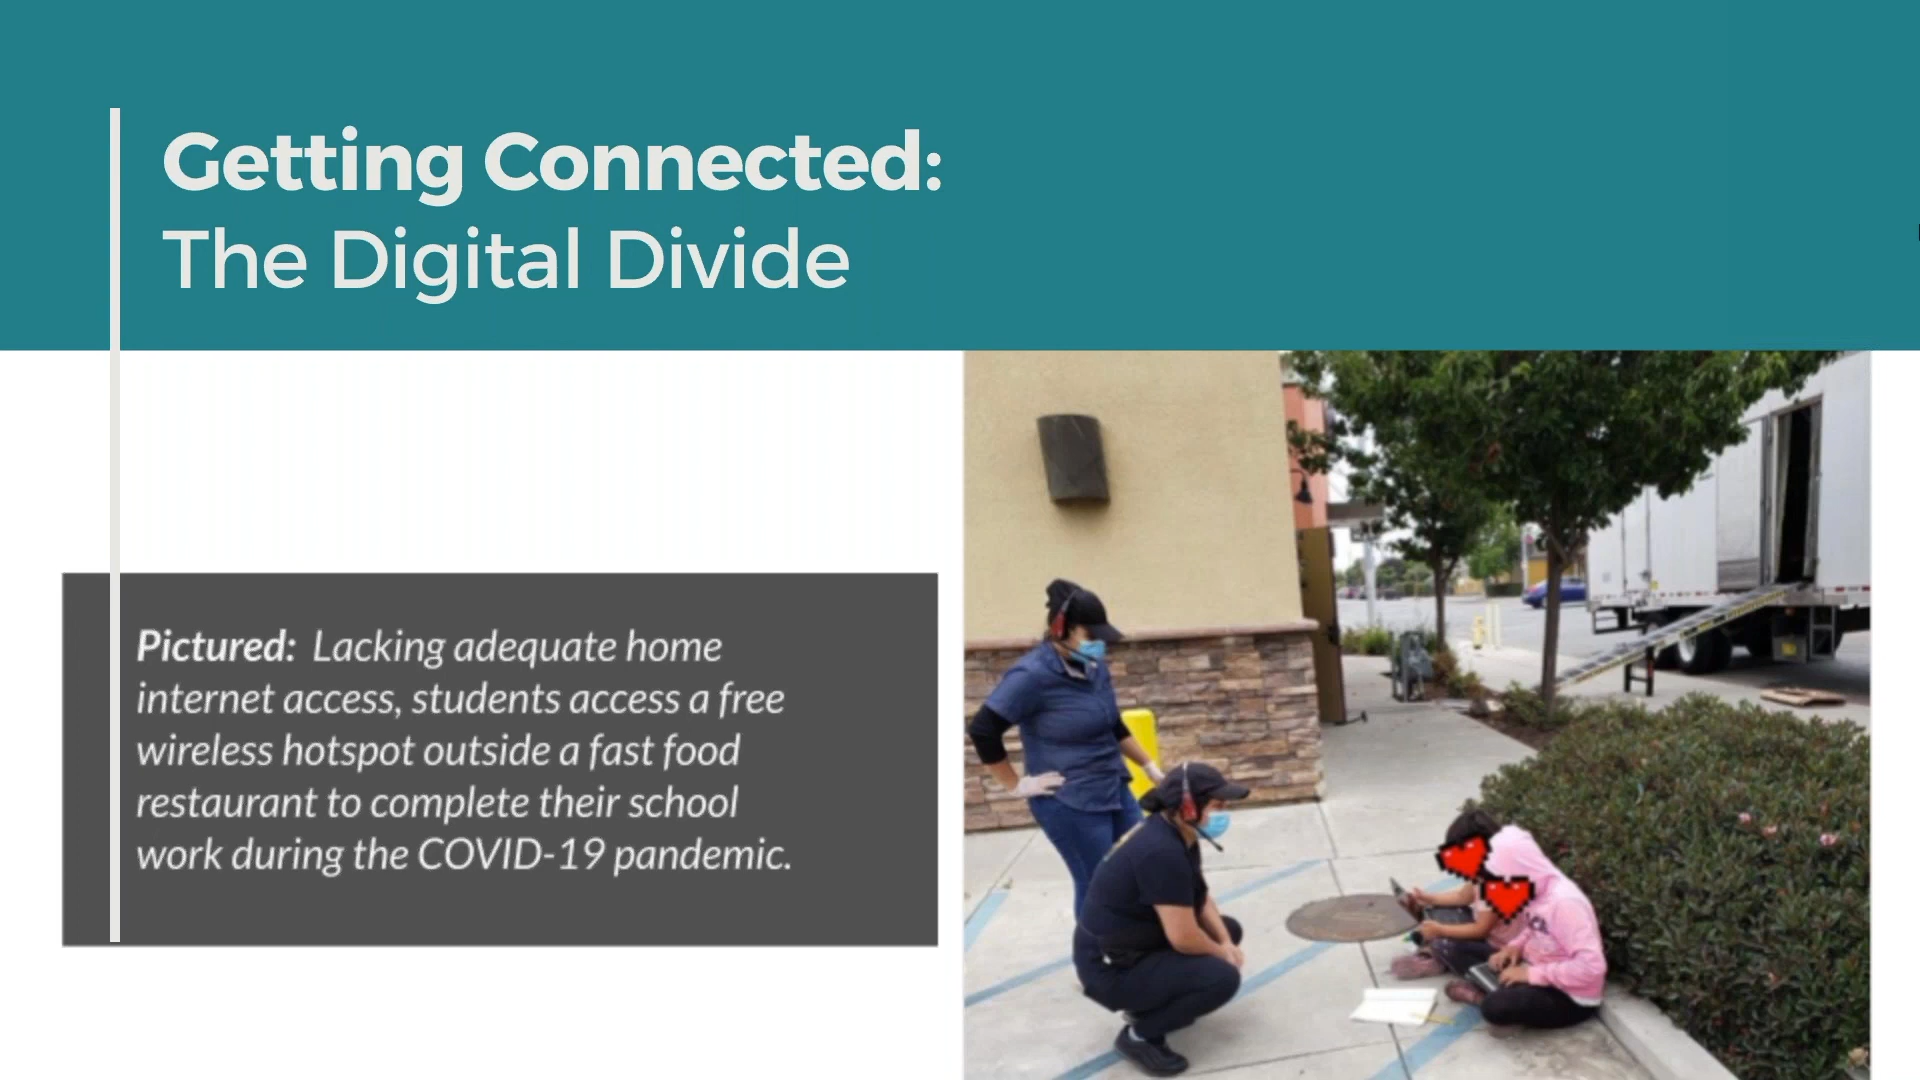 Getting Connected:
The Digital Divide
Pictured: Lacking adequate home
internet access, students access a free
wireless hotspot outside a fast food
restaurant to complete their school
work during the COVID-19 pandemic.